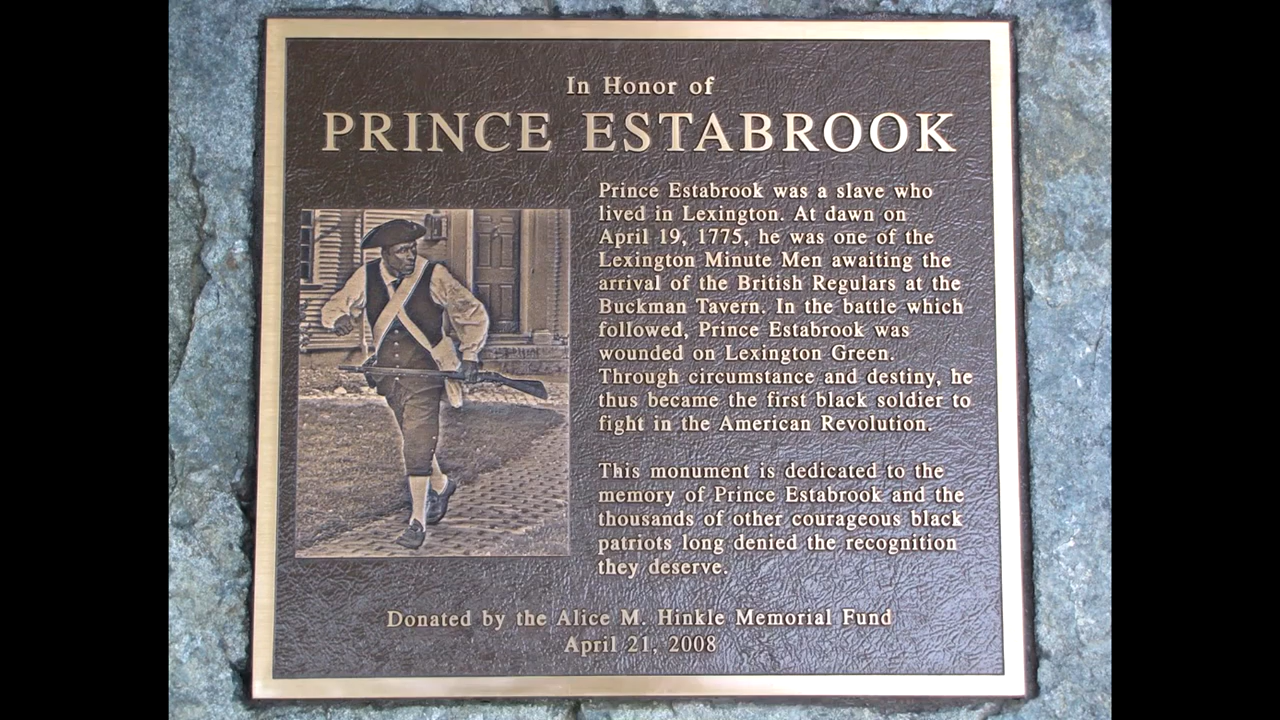 In Honor of
PRINCE ESTABROOK
Prince Estabrook was a slave who
lived in Lexington. At dawn on
April 19, 1775, he was one of the
Lexington Minute Men awaiting the
arrival of the British Regulars at the
Buckman Tavern. In the battle which
followed, Prince Estabrook was
wounded on Lexington Green.
Through circumstance and destiny, he
thus became the first black soldier to
fight in the American Revolution.
This monument is dedicated to the
memory of Prince Estabrook and the
thousands of other courageous black
patriots long denied the recognition
they deserve.
Donated by the Alice M. Hinkle Memorial Fund
April 21, 2008